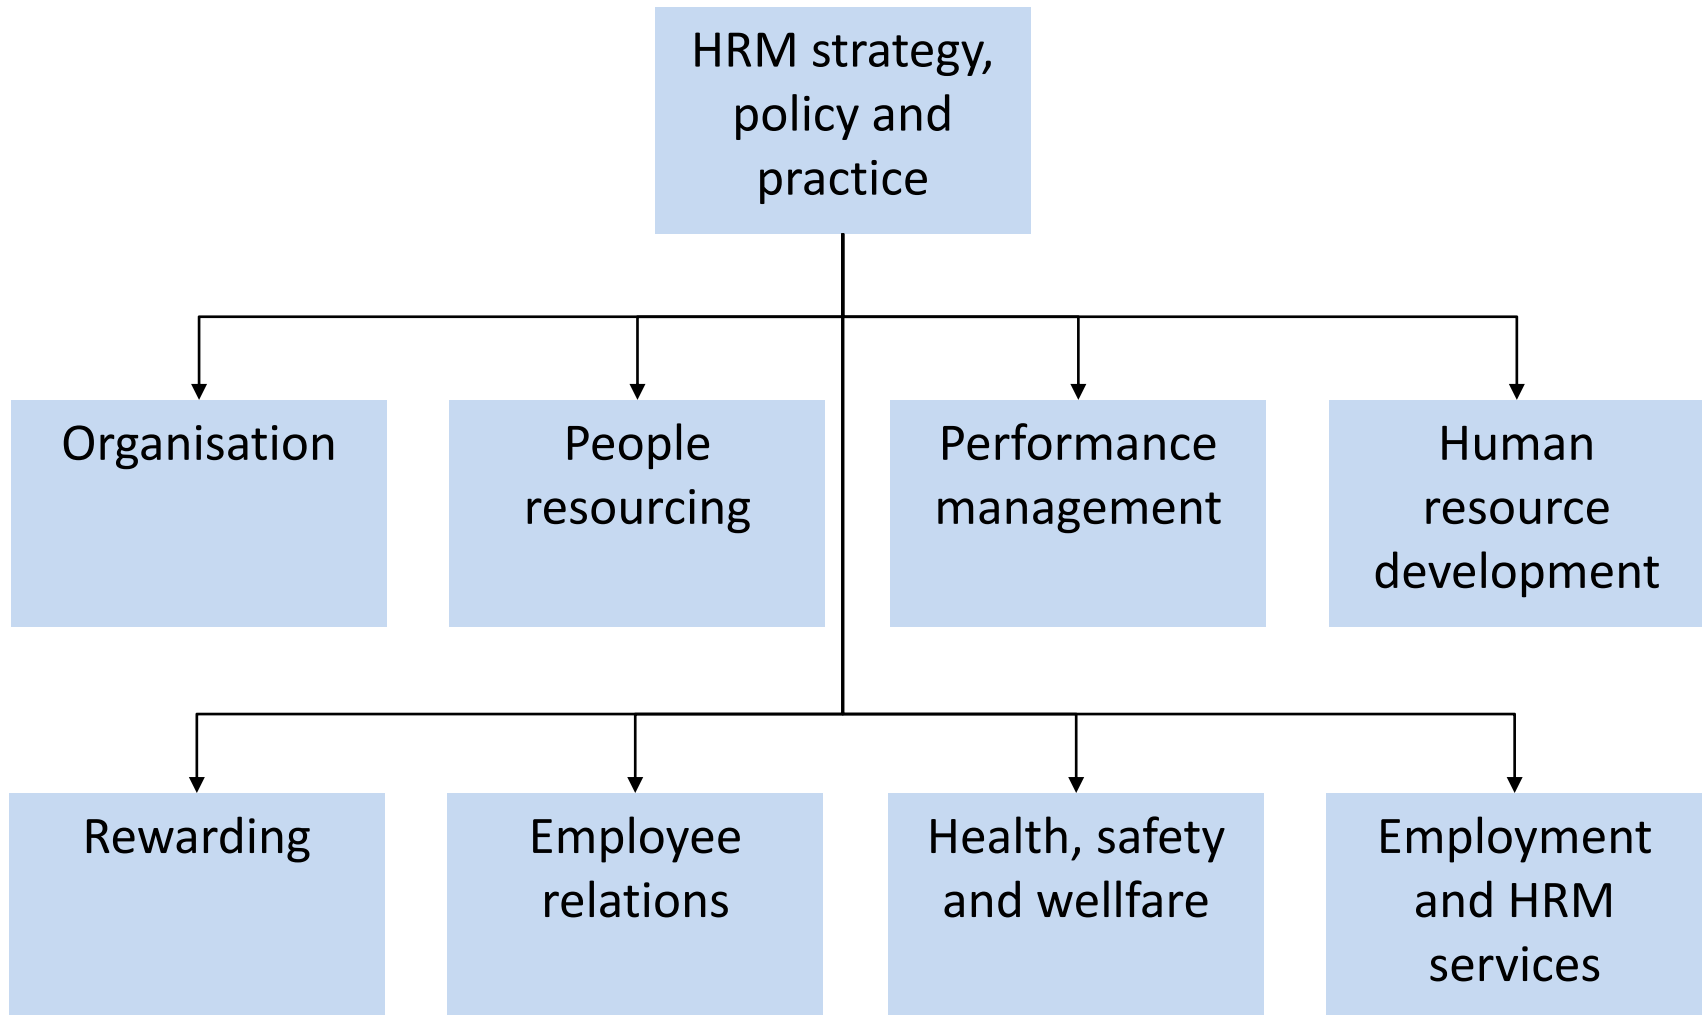 HRM strategy,
policy and
practice
Organisation
People
resourcing
Performance
management
Human
resource
development
Rewarding
Employee
relations
Health, safety
and wellfare
Employment
and HRM
services